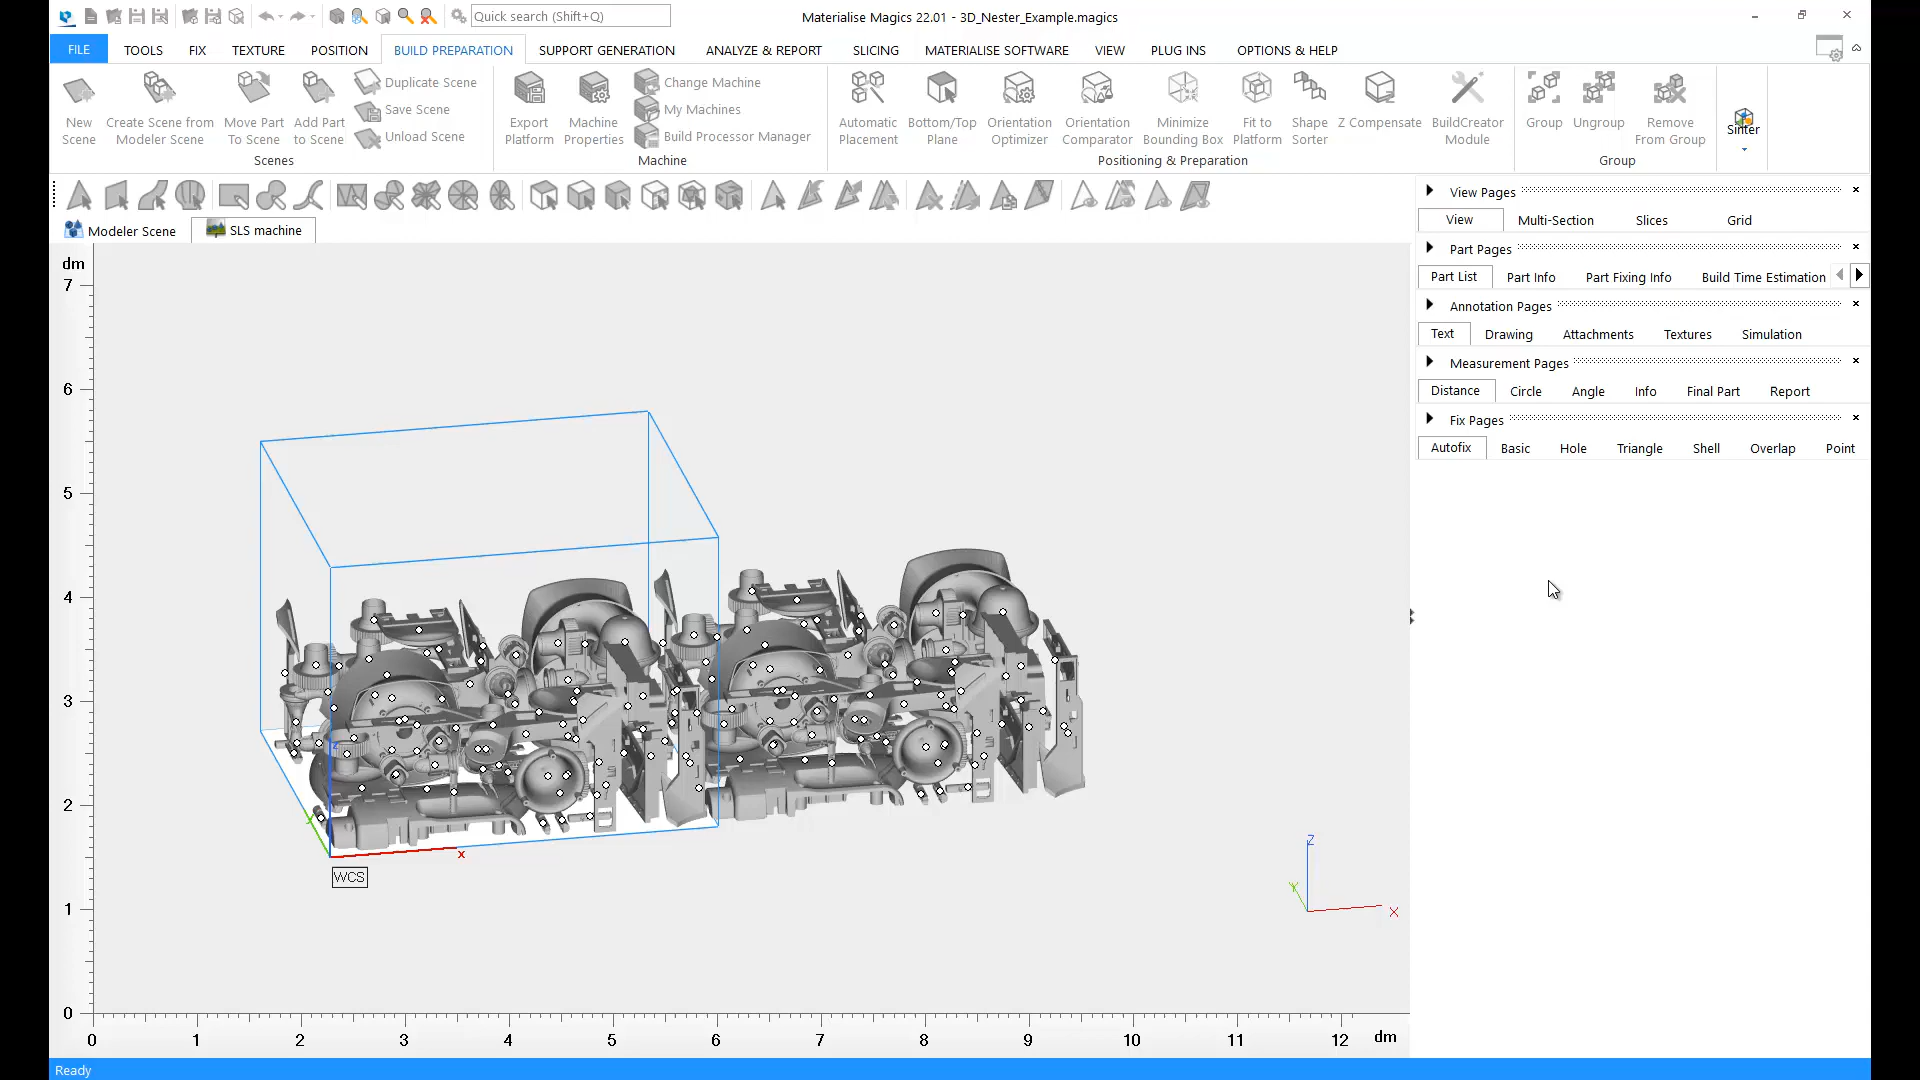 Quick search (Shift+Q)
Materialise Magics 22.01 - 3D_Nester_Example.magics
FILE TOOLS FIX TEXTURE POSITION BUILD PREPARATION SUPPORT GENERATION ANALYZE & REPORT SLICING MATERIALISE SOFTWARE VIEW PLUG INS OPTIONS & HELP
New Scene
Create Scene from Modeler Scene
Move Part To Scene
Add Part to Scene
Duplicate Scene
Save Scene
Unload Scene
Scenes
Export Platform
Machine Properties
Change Machine
My Machines
Build Processor Manager
Machine
Automatic Placement
Bottom/Top Plane
Orientation Optimizer
Orientation Comparator
Minimize Bounding Box
Fit to Platform
Shape Sorter
Z Compensate
BuildCreator Module
Positioning & Preparation
Group
Ungroup
Remove From Group
Group
Sinter
Modeler Scene
SLS machine
View Pages
View Multi-Section Slices Grid
Part Pages
Part List Part Info Part Fixing Info Build Time Estimation
Annotation Pages
Text Drawing Attachments Textures Simulation
Measurement Pages
Distance Circle Angle Info Final Part Report
Fix Pages
Autofix Basic Hole Triangle Shell Overlap Point
dm
7
6
5
4
3
2
1
0
z
Y
x
WCS
Z
Y
X
0 1 2 3 4 5 6 7 8 9 10 11 12 dm
Ready